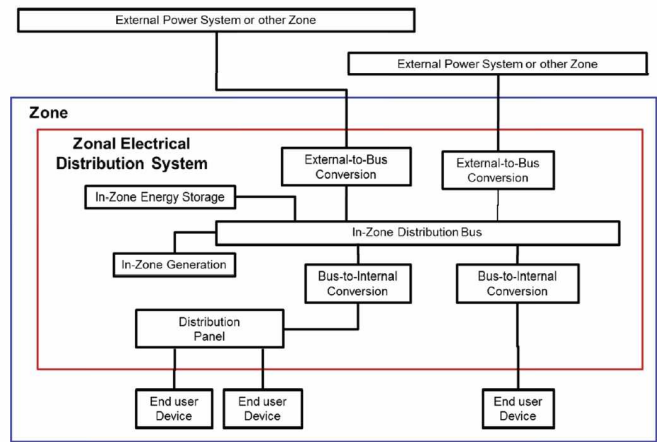 External Power System or other Zone
External Power System or other Zone
Zone
Zonal Electrical
Distribution System
External-to-Bus
Conversion
External-to-Bus
Conversion
In-Zone Energy Storage
In-Zone Distribution Bus
In-Zone Generation
Bus-to-Internal
Conversion
Bus-to-Internal
Conversion
Distribution
Panel
End user
Device
End user
Device
End user
Device